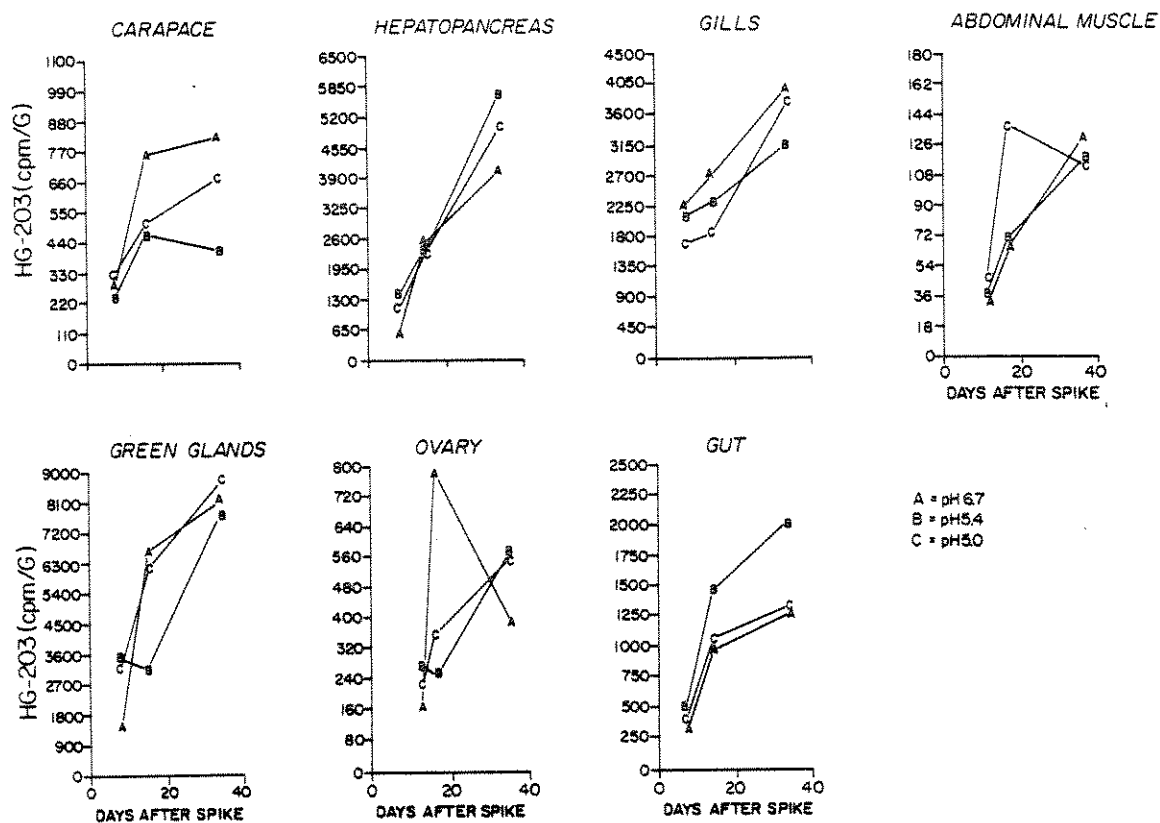 CARAPACE
HG-203 (cpm/G)
1100
990
880
770
660
550
440
330
220
110
0
A
A
A
B
B
B
C
C
C
HEPATOPANCREAS
6500
5850
5200
4550
3900
2600
1950
1300
650
0
A
A
A
B
B
B
C
C
C
GILLS
4500
4050
3600
3150
2700
2250
1800
1350
900
450
0
A
A
A
B
B
B
C
C
C
ABDOMINAL MUSCLE
180
162
144
126
108
90
72
54
36
18
0
A
A
A
B
B
B
C
C
C
0 20 40
DAYS AFTER SPIKE
GREEN GLANDS
HG-203 (cpm/G)
9000
8100
7200
6300
5400
4500
3600
2700
1800
900
0
A
A
A
B
B
B
C
C
C
0 20 40
DAYS AFTER SPIKE
OVARY
800
720
640
560
480
400
320
240
160
80
0
A
A
A
B
B
B
C
C
C
0 20 40
DAYS AFTER SPIKE
GUT
2500
2250
2000
1750
1500
1250
1000
750
500
250
0
A
A
A
B
B
B
C
C
C
0 20 40
DAYS AFTER SPIKE
A = pH 6.7
B = pH 5.4
C = pH 5.0